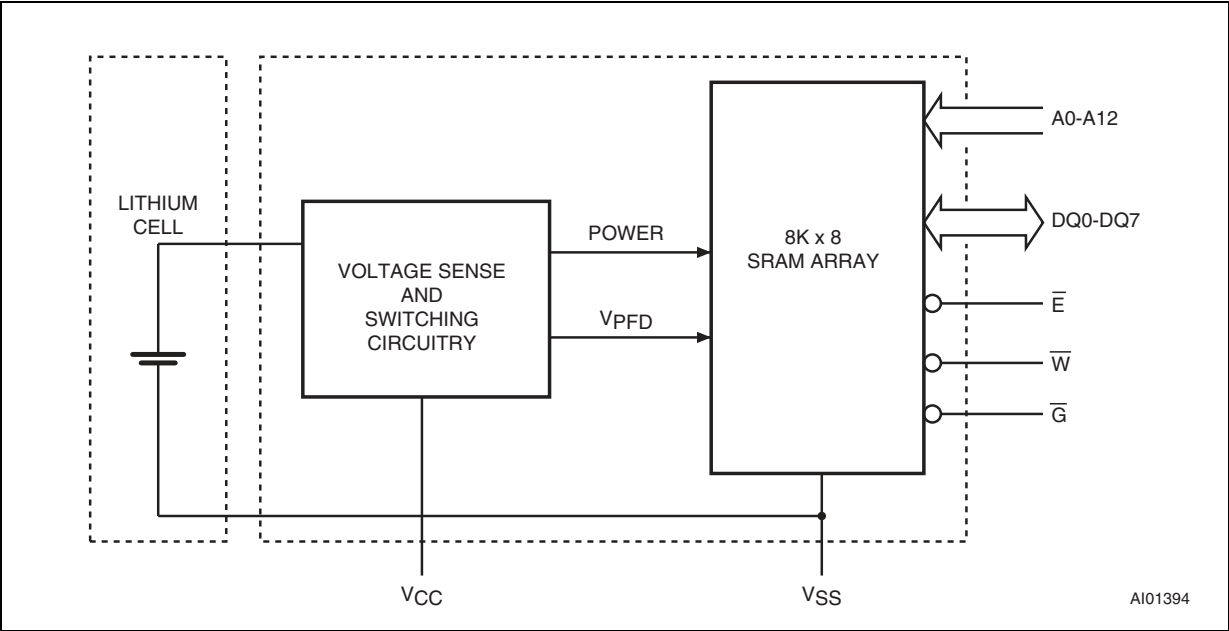 LITHIUM
CELL
VOLTAGE SENSE
AND
SWITCHING
CIRCUITRY
POWER
VPFD
8K x 8
SRAM ARRAY
A0-A12
DQ0-DQ7
E̅
W̅
G̅
VCC
VSS
AI01394